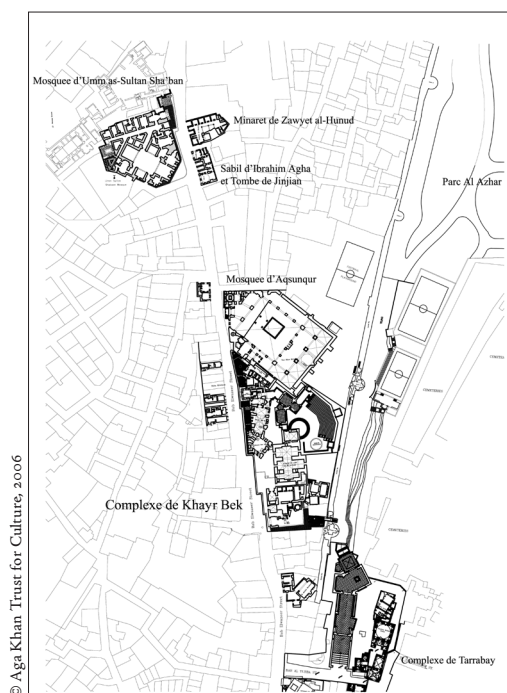 Mosquee d'Umm as-Sultan Sha'ban
Minaret de Zawyet al-Hunud
Sabil d'Ibrahim Agha
et Tombe de Jinjian
Parc Al Azhar
Mosquee d'Aqsunqur
Complexe de Khayr Bek
Complexe de Tarrabay
© Aga Khan Trust for Culture, 2006